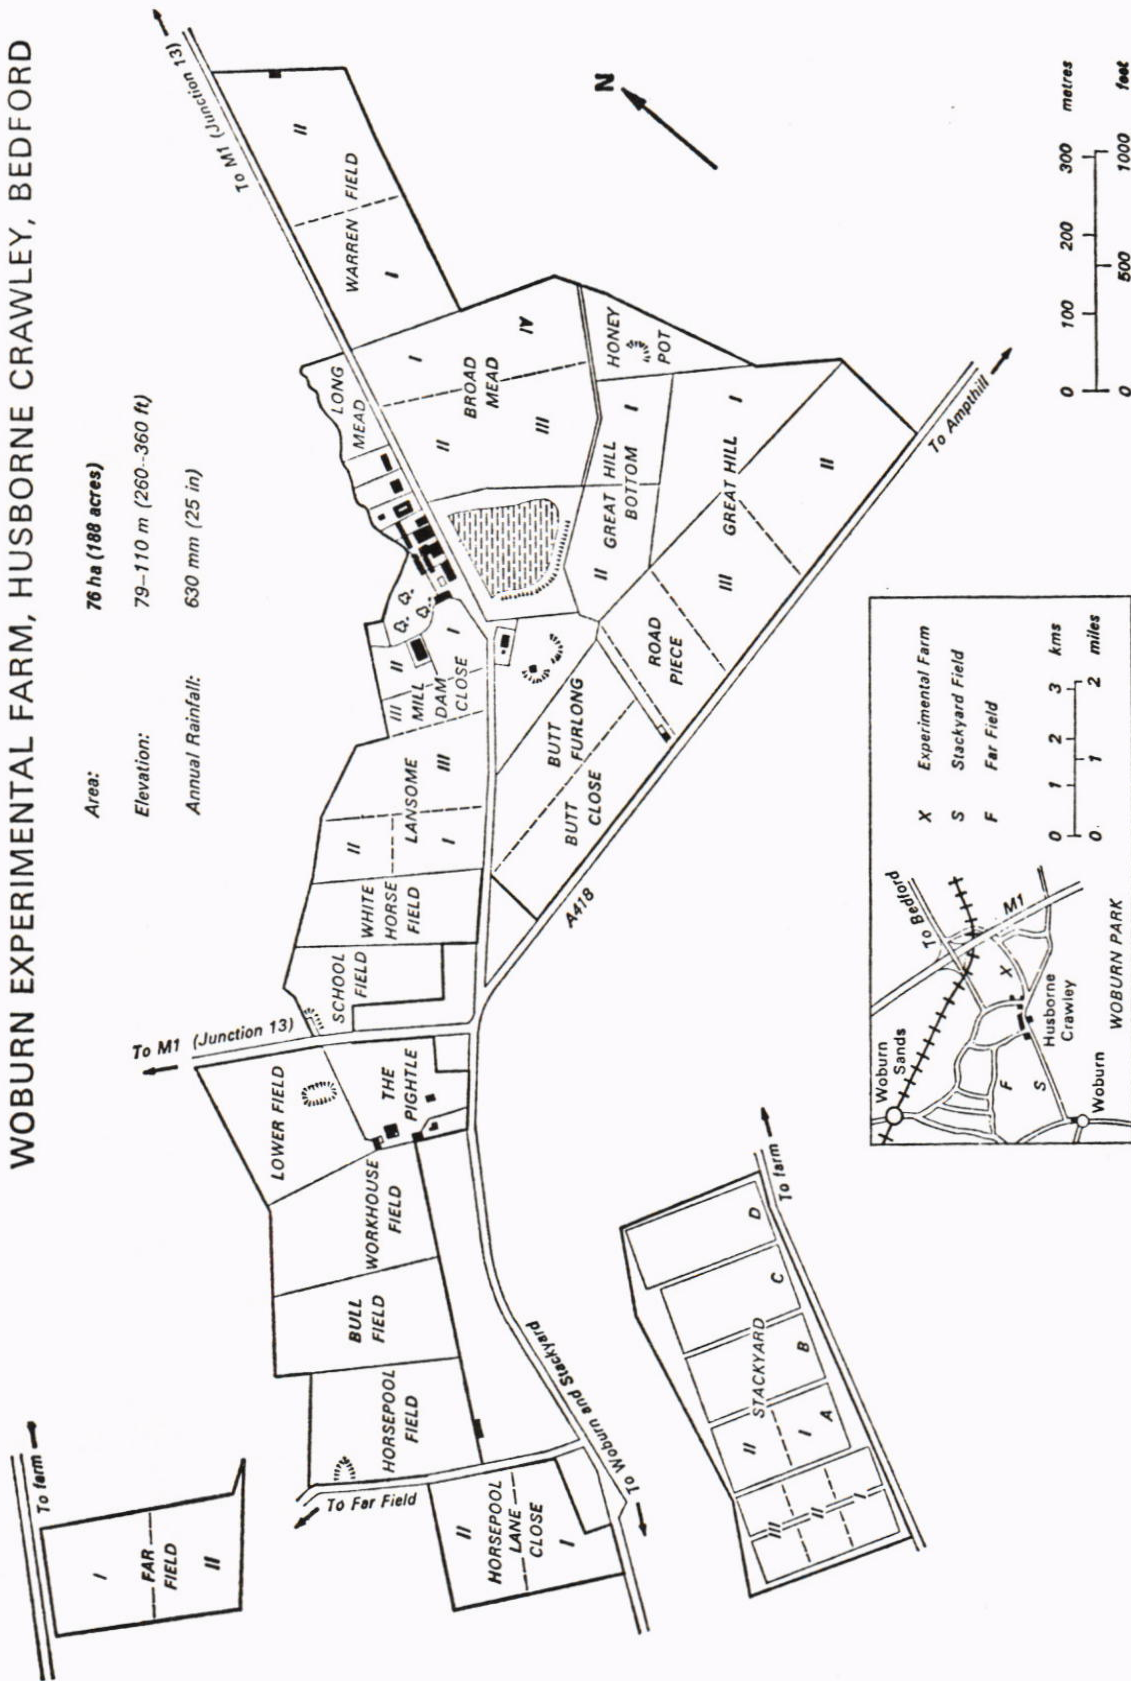 WOBURN EXPERIMENTAL FARM, HUSBORNE CRAWLEY, BEDFORD
Area: 76 ha (188 acres)
Elevation: 79–110 m (260–360 ft)
Annual Rainfall: 630 mm (25 in)
To farm
I
FAR
FIELD
II
To Far Field
HORSEPOOL
FIELD
II
HORSEPOOL
LANE
CLOSE
I
To Woburn and Stackyard
BULL
FIELD
WORKHOUSE
FIELD
LOWER FIELD
THE
PIGHTLE
To M1 (Junction 13)
SCHOOL
FIELD
WHITE
HORSE
FIELD
II
LANSOME
I
III
III
II
MILL
DAM
CLOSE
I
LONG
MEAD
To M1 (Junction 13)
To M1 (Junction 13)
II
WARREN FIELD
I
I
BROAD
MEAD
IV
II
III
HONEY
POT
I
GREAT HILL
BOTTOM
II
I
GREAT HILL
II
III
ROAD
PIECE
BUTT
FURLONG
BUTT
CLOSE
A418
To Ampthill
N
STACKYARD
III
II
I
II
I
A
B
C
D
To farm
Woburn
Sands
To Bedford
M1
X
F
S
Husborne
Crawley
Woburn
WOBURN PARK
X Experimental Farm
S Stackyard Field
F Far Field
0 1 2 3 kms
0 1 2 miles
0 100 200 300 metres
0 500 1000 feet